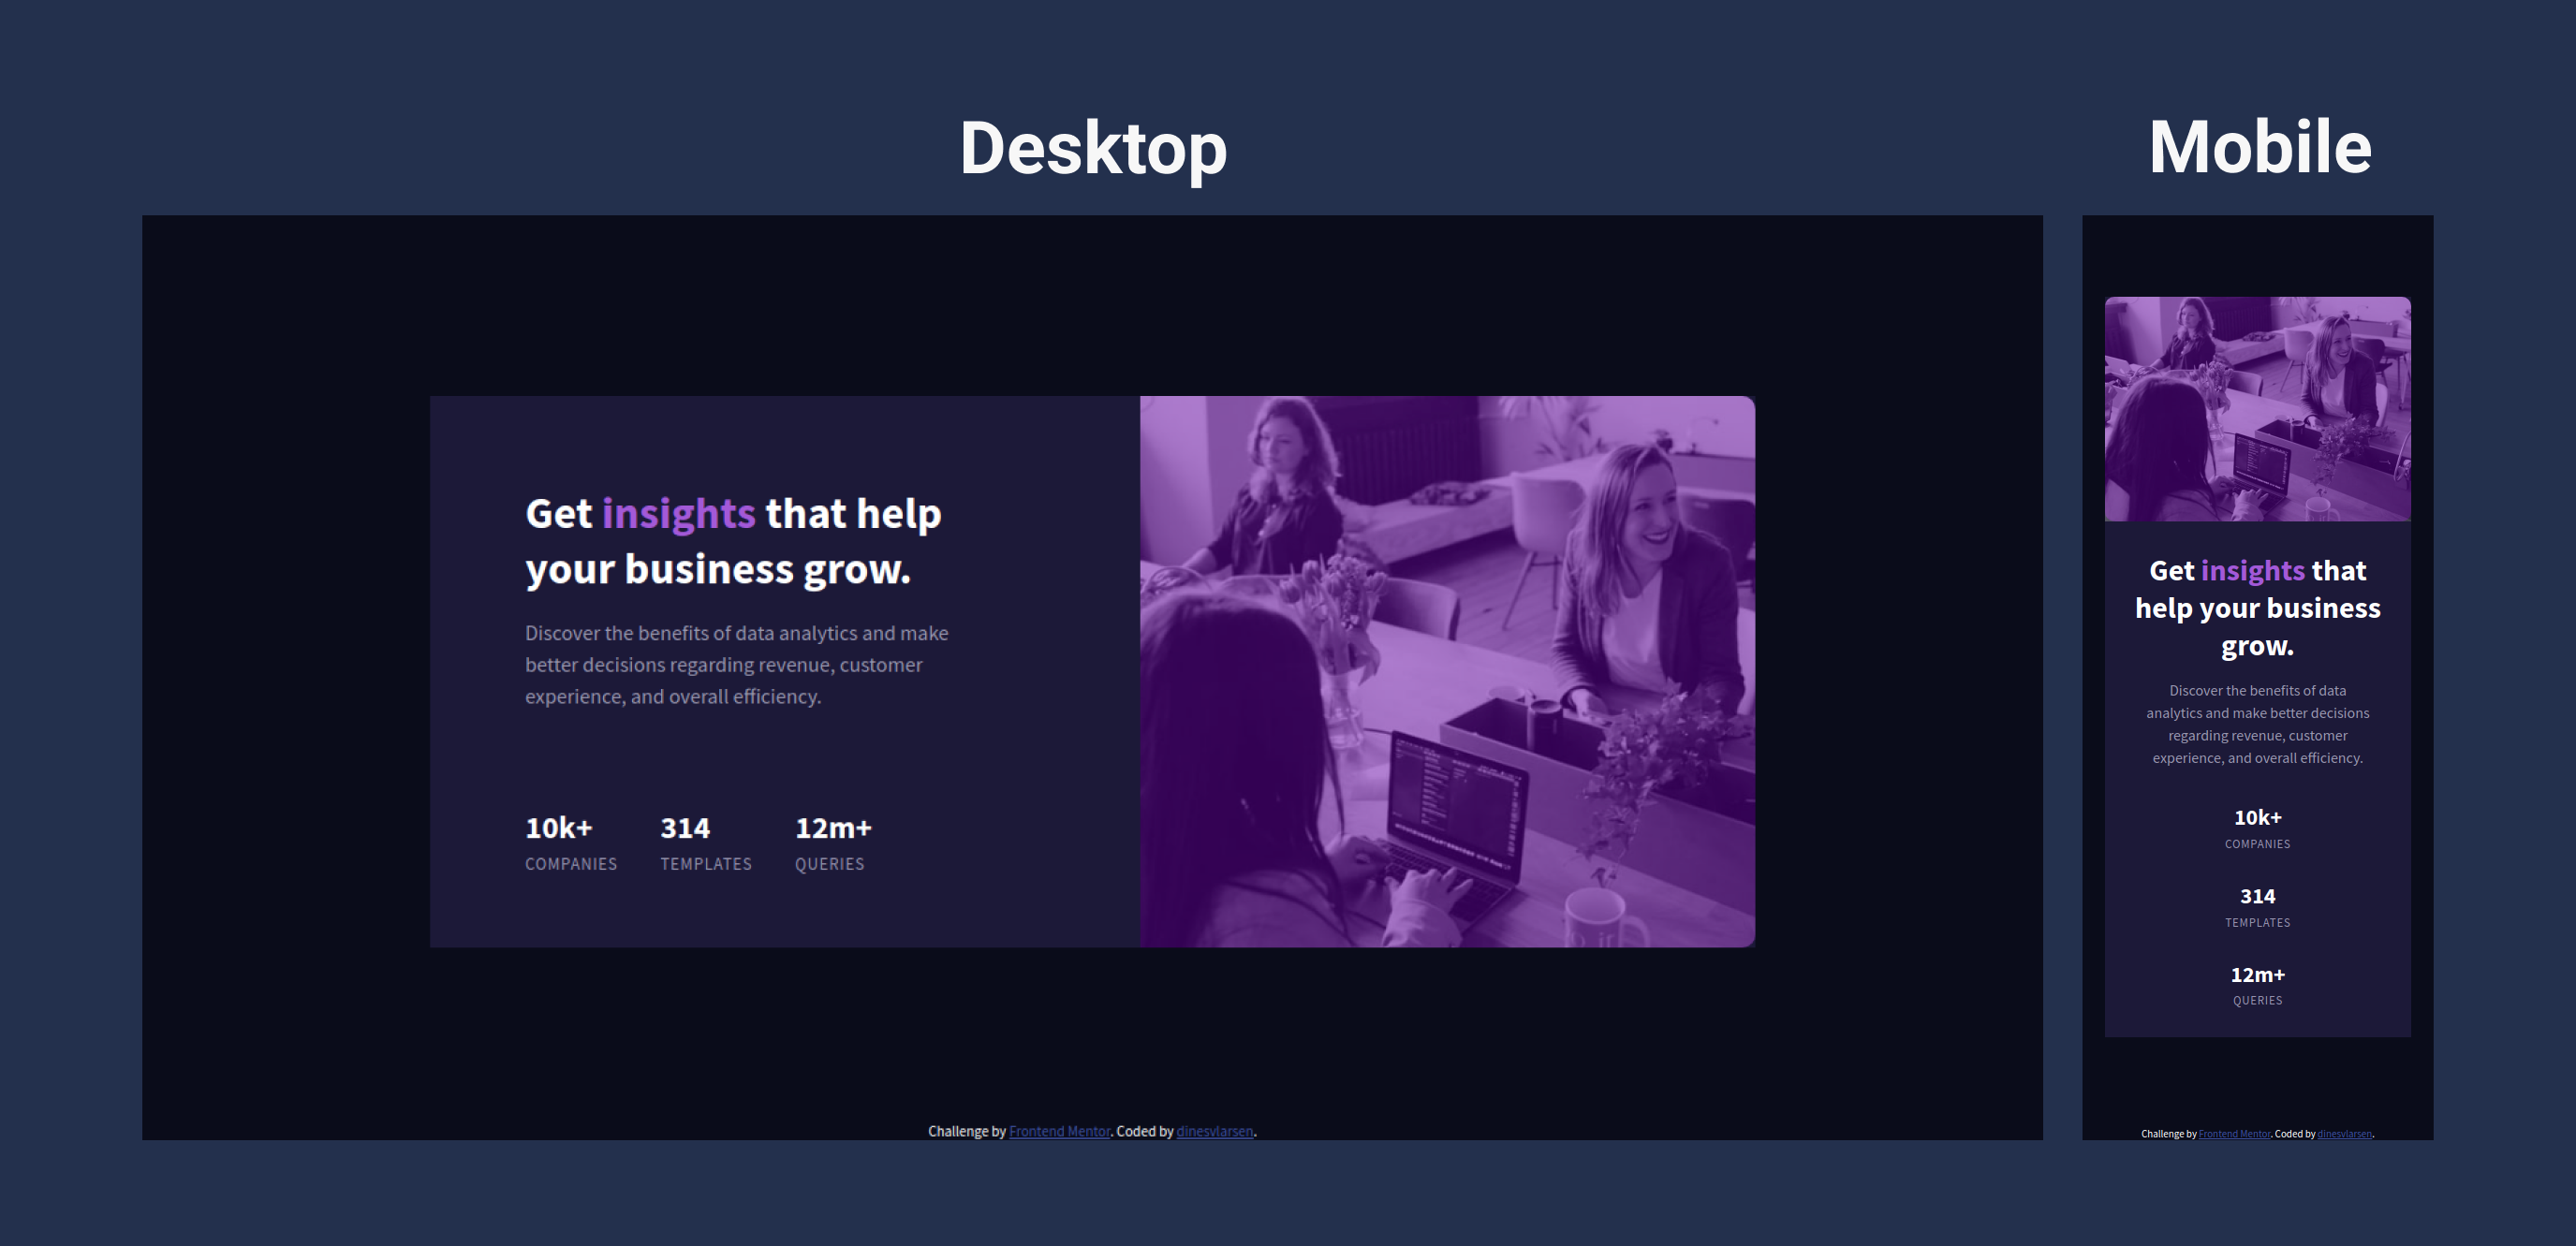 Desktop
Get insights that help
your business grow.
Discover the benefits of data analytics and make
better decisions regarding revenue, customer
experience, and overall efficiency.
10k+ 314 12m+
COMPANIES TEMPLATES QUERIES
Challenge by Frontend Mentor. Coded by dinesvlarsen.
Mobile
Get insights that
help your business
grow.
Discover the benefits of data
analytics and make better decisions
regarding revenue, customer
experience, and overall efficiency.
10k+
COMPANIES
314
TEMPLATES
12m+
QUERIES
Challenge by Frontend Mentor. Coded by dinesvlarsen.